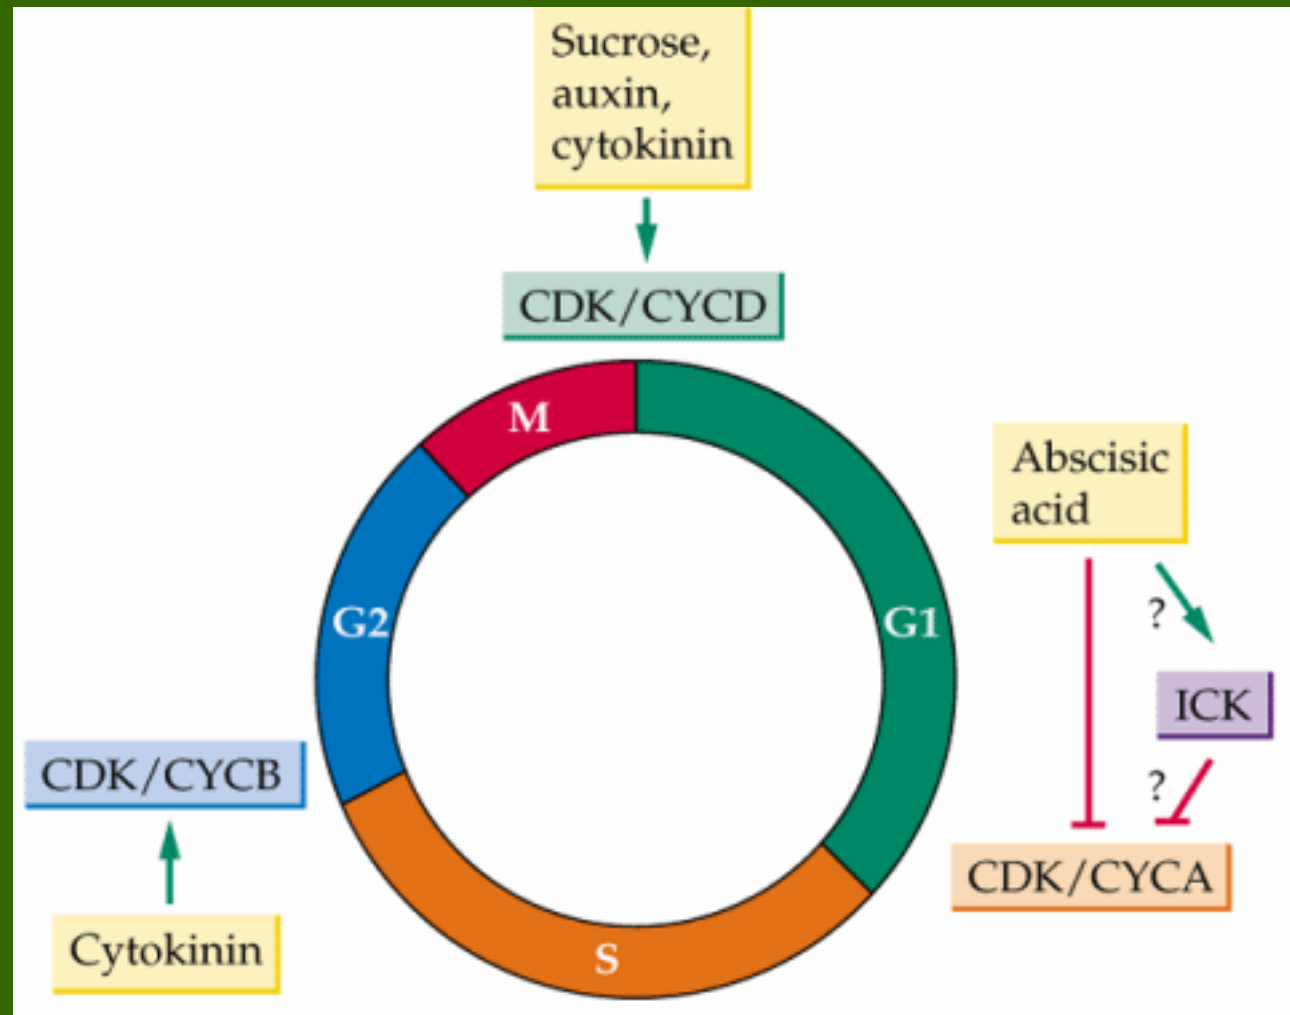 Sucrose,
auxin,
cytokinin
CDK/CYCD
M
Abscisic
acid
G2
G1
?
ICK
CDK/CYCB
?
CDK/CYCA
Cytokinin
S